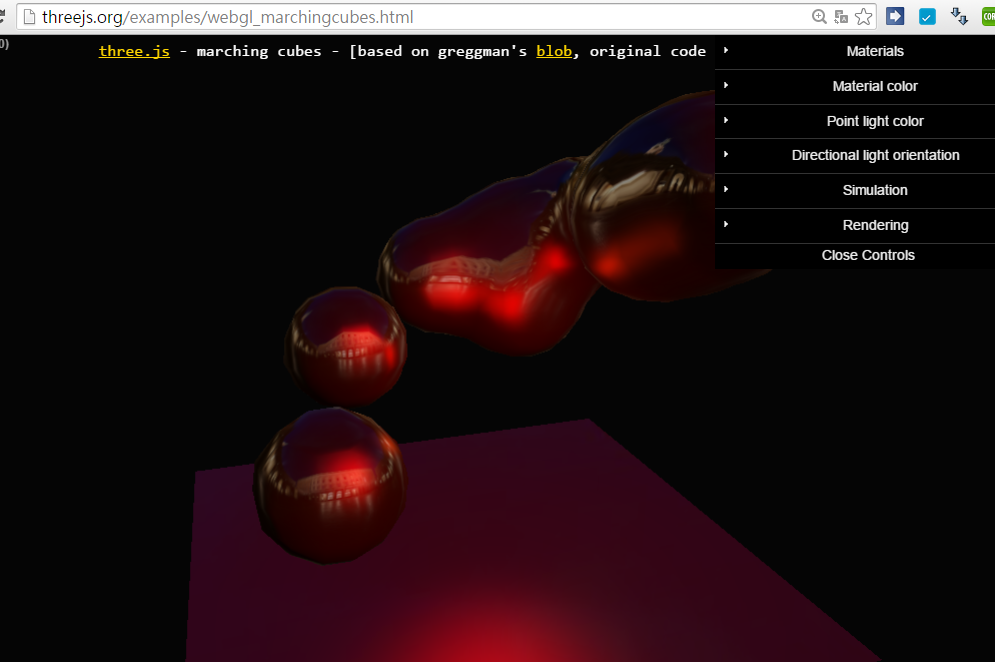 threejs.org/examples/webgl_marchingcubes.html
0)
three.js - marching cubes - [based on greggman's blob, original code
Materials
Material color
Point light color
Directional light orientation
Simulation
Rendering
Close Controls